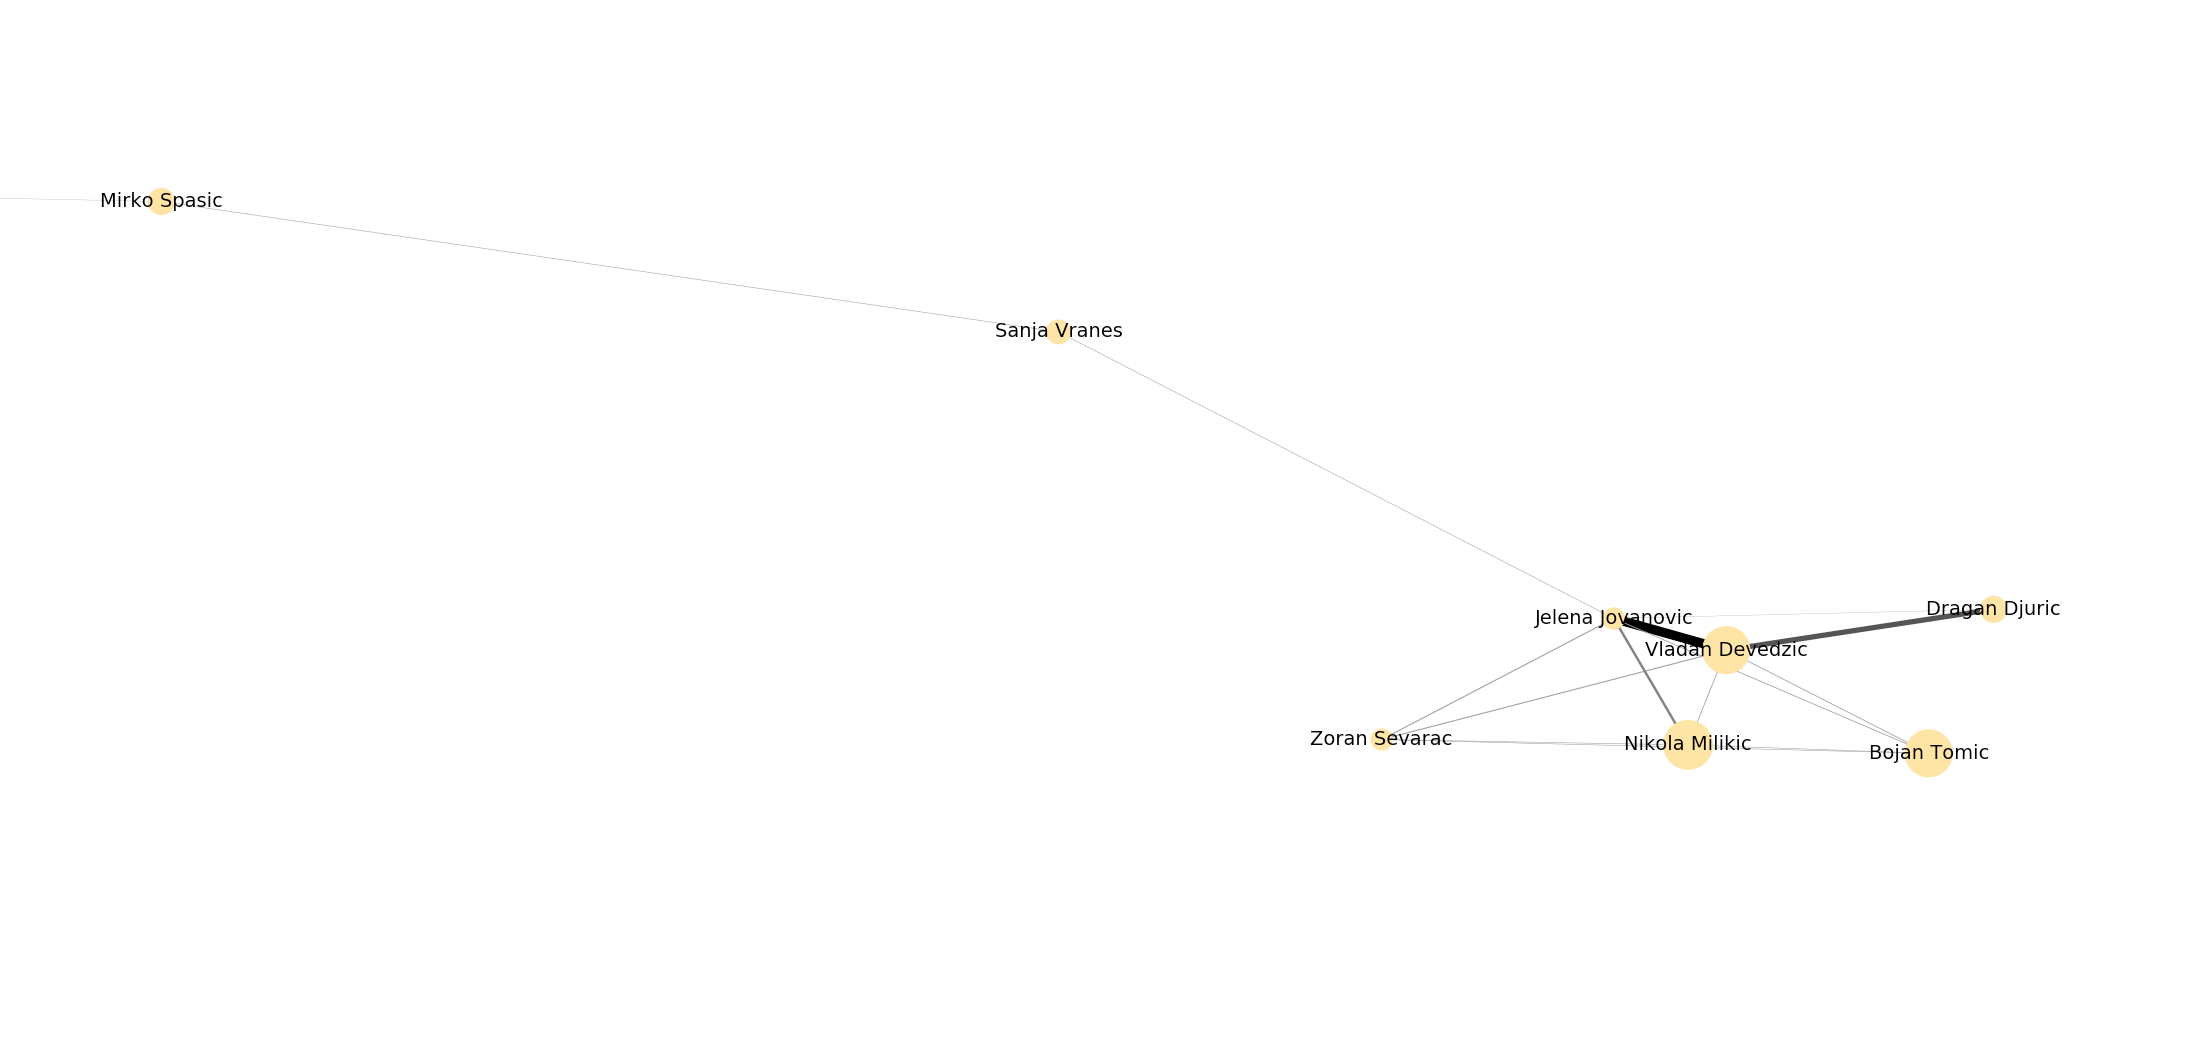 Mirko Spasic
Sanja Vranes
Dragan Djuric
Jelena Jovanovic
Vladan Devedzic
Zoran Sevarac
Nikola Milikic
Bojan Tomic